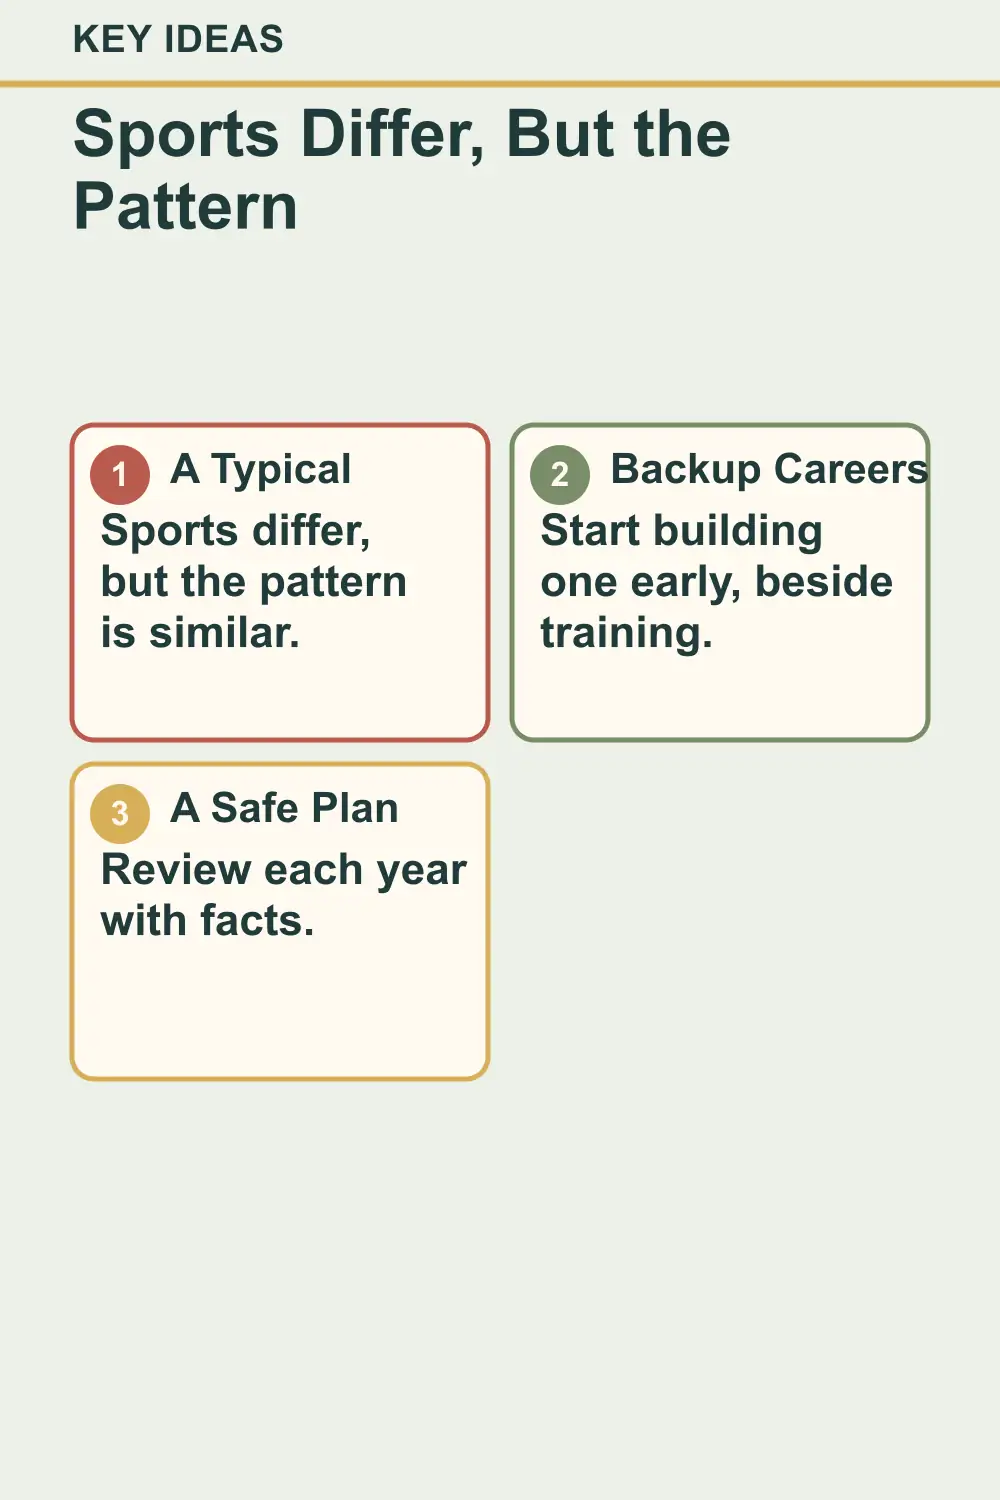 KEY IDEAS
Sports Differ, But the
Pattern
1 A Typical
Sports differ,
but the pattern
is similar.
2 Backup Careers
Start building
one early, beside
training.
3 A Safe Plan
Review each year
with facts.